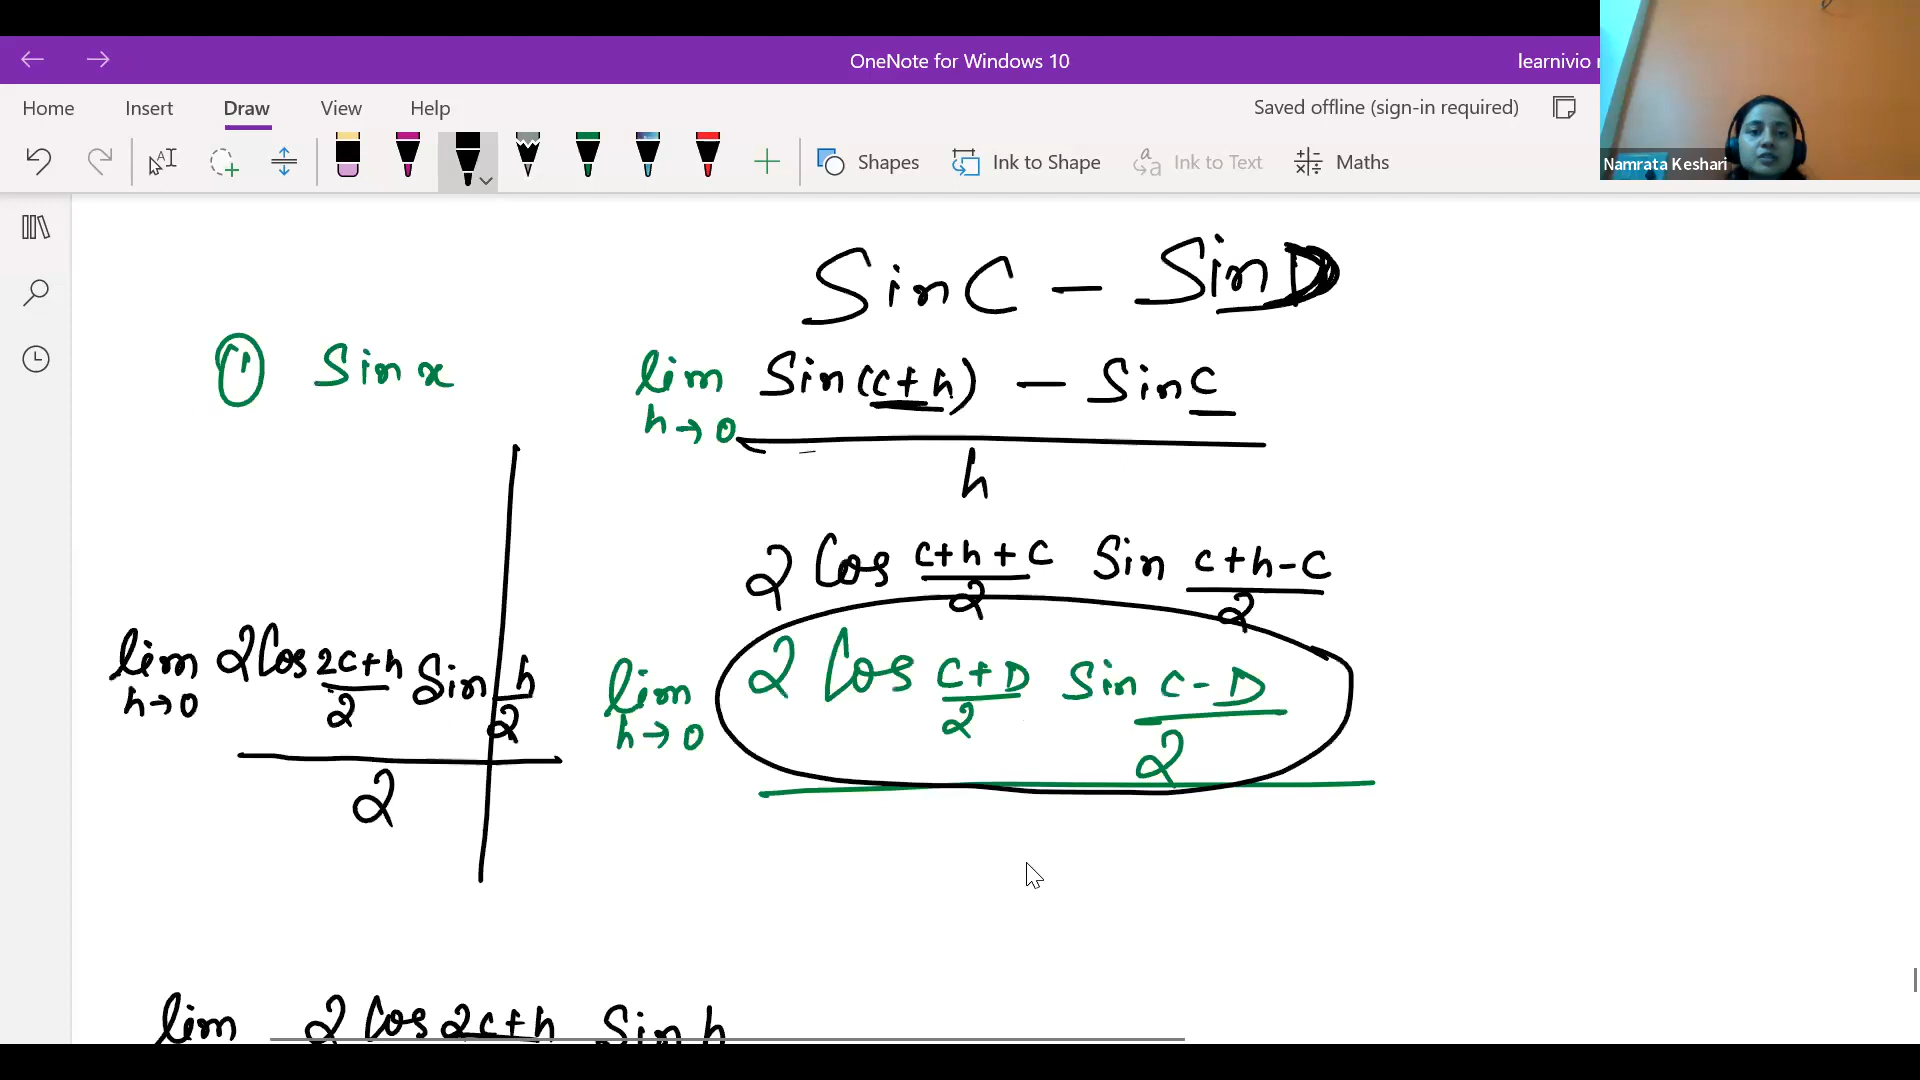 OneNote for Windows 10
learnivio
Home Insert Draw View Help
Saved offline (sign-in required)
Shapes Ink to Shape Ink to Text Maths
Namrata Keshari
Sin C - Sin D
① Sin x
lim h→0 Sin (c+h) - Sin c
h
2 Cos c+h+c/2 Sin c+h-c/2
lim h→0 2 Cos 2c+h/2 Sin h/2
2
lim h→0 2 Cos C+D/2 Sin C-D/2
lim 2 Cos 2c+h Sin h